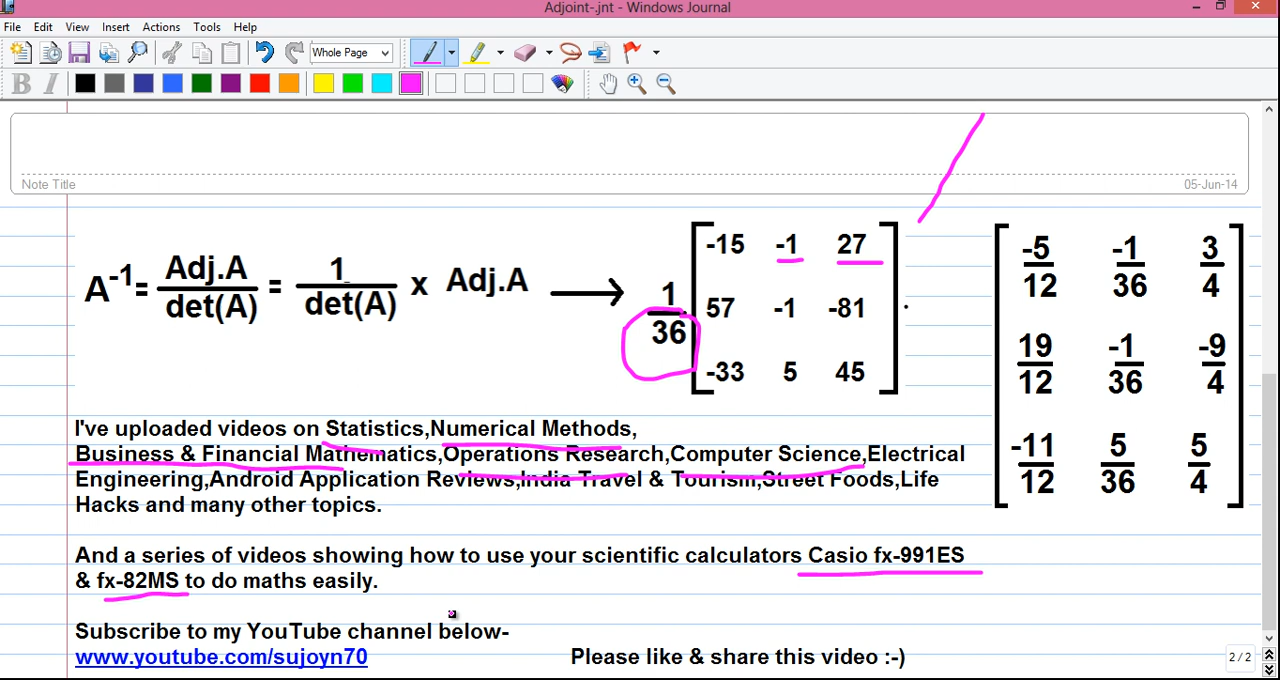 Adjoint-.jnt - Windows Journal
File Edit View Insert Actions Tools Help
Whole Page
B I
Note Title
05-Jun-14
A-1= Adj.A/det(A) = 1/det(A) x Adj.A → 1/36
-15 -1 27
57 -1 -81
-33 5 45
.
-5/12 -1/36 3/4
19/12 -1/36 -9/4
-11/12 5/36 5/4
I've uploaded videos on Statistics,Numerical Methods,
Business & Financial Mathematics,Operations Research,Computer Science,Electrical
Engineering,Android Application Reviews,India Travel & Tourism,Street Foods,Life
Hacks and many other topics.
And a series of videos showing how to use your scientific calculators Casio fx-991ES
& fx-82MS to do maths easily.
Subscribe to my YouTube channel below-
www.youtube.com/sujoyn70
Please like & share this video :-)
2/2